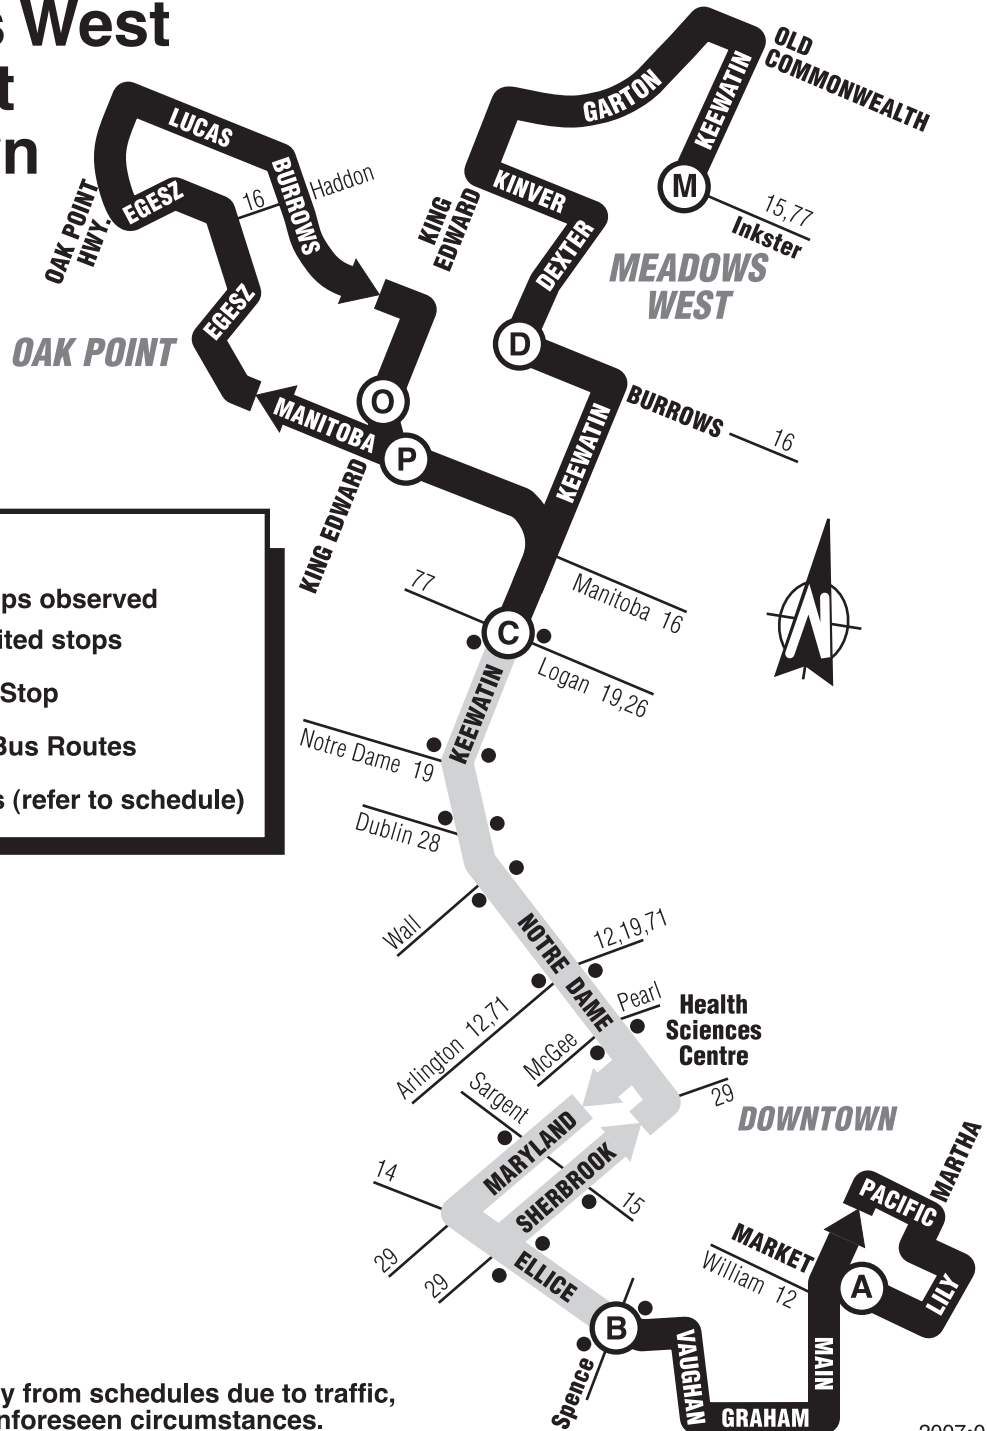 s West
t
vn
OLD
COMMONWEALTH
KEEWATIN
GARTON
M
15,77
Inkster
LUCAS
BURROWS
Haddon
16
OAK POINT
HWY.
EGESZ
KING
EDWARD
KINVER
DEXTER
MEADOWS
WEST
EGESZ
OAK POINT
D
O
MANITOBA
P
KING EDWARD
BURROWS
16
KEEWATIN
ps observed
ited stops
Stop
Bus Routes
s (refer to schedule)
77
Manitoba 16
C
N
Logan 19,26
KEEWATIN
Notre Dame 19
Dublin 28
Wall
NOTRE DAME
12,19,71
Arlington 12,71
Pearl
McGee
Health
Sciences
Centre
29
Sargent
DOWNTOWN
MARYLAND
SHERBROOK
14
15
29
29
ELLICE
B
Spence
VAUGHAN
GRAHAM
MAIN
MARKET
William 12
A
PACIFIC
MARTHA
LILY
y from schedules due to traffic,
nforeseen circumstances.